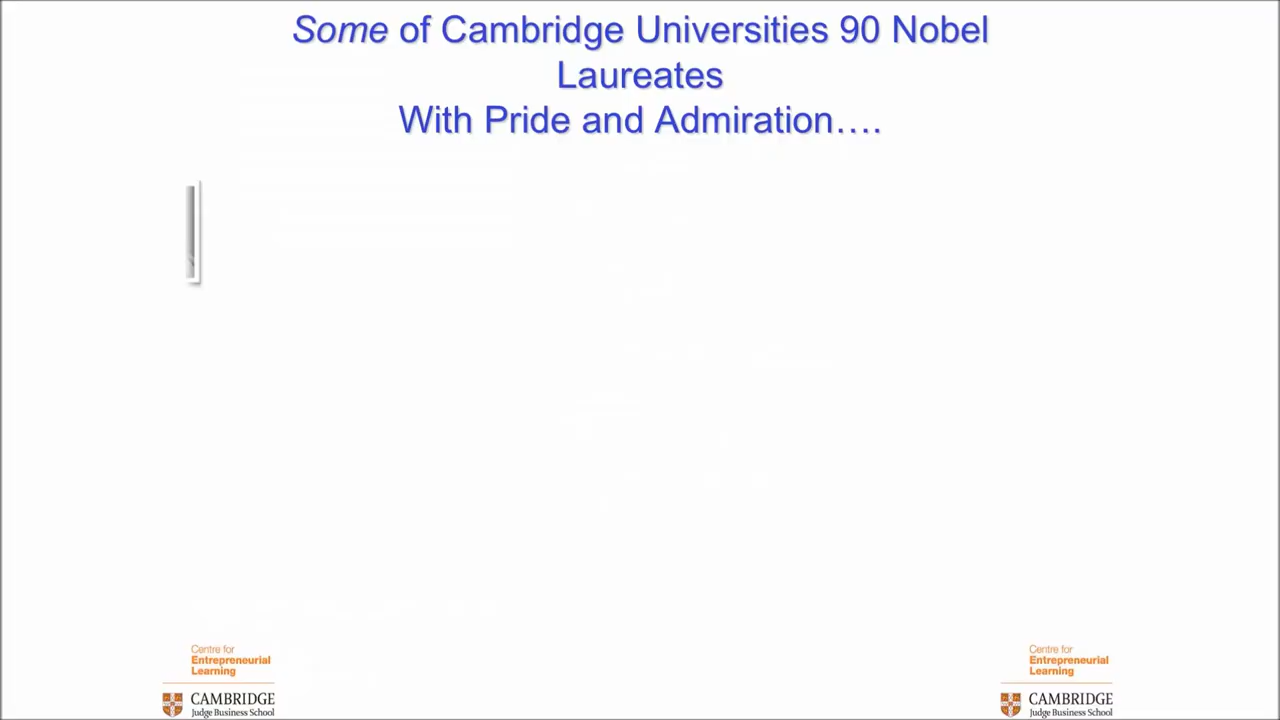 Some of Cambridge Universities 90 Nobel
Laureates
With Pride and Admiration....
Centre for
Entrepreneurial
Learning
CAMBRIDGE
Judge Business School
Centre for
Entrepreneurial
Learning
CAMBRIDGE
Judge Business School